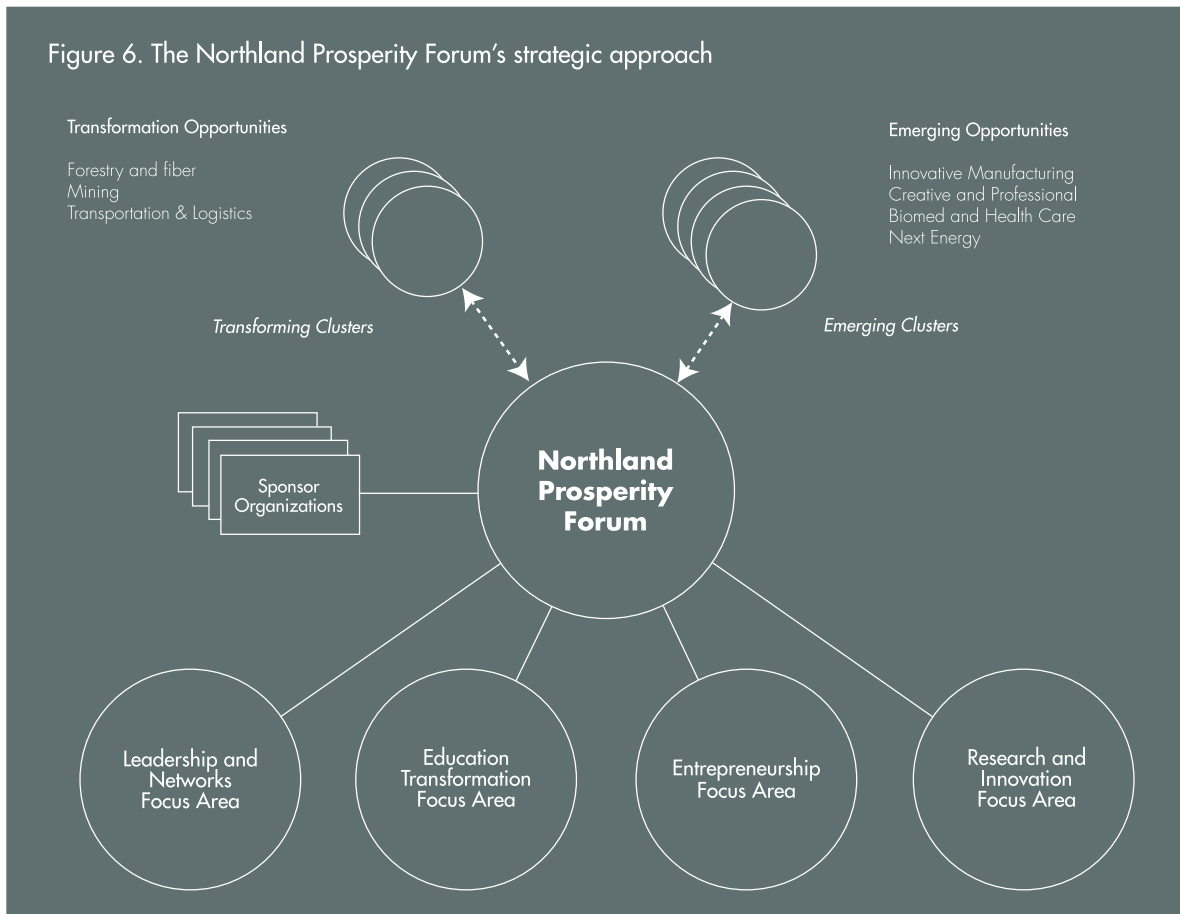 Figure 6. The Northland Prosperity Forum's strategic approach
Transformation Opportunities
Forestry and fiber
Mining
Transportation & Logistics
Emerging Opportunities
Innovative Manufacturing
Creative and Professional
Biomed and Health Care
Next Energy
Transforming Clusters
Emerging Clusters
Sponsor
Organizations
Northland
Prosperity
Forum
Leadership and
Networks
Focus Area
Education
Transformation
Focus Area
Entrepreneurship
Focus Area
Research and
Innovation
Focus Area